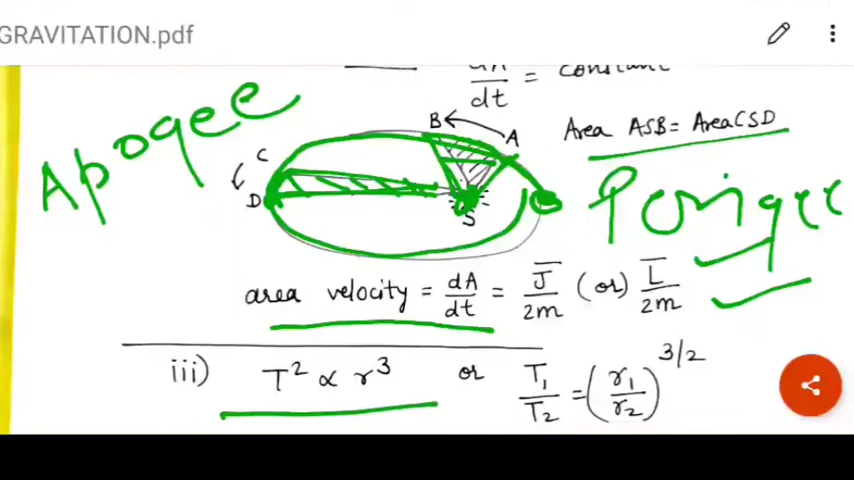 GRAVITATION.pdf
dA/dt = constant
Apogee
B
A
Area ASB = Area CSD
C
D
S
Perigee
area velocity = dA/dt = J̅/2m (or) L̅/2m
iii) T² ∝ r³ or T₁/T₂ = (r₁/r₂)^3/2